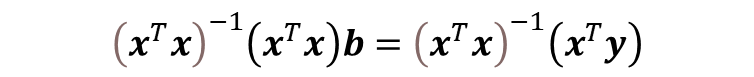 (xᵀx)⁻¹(xᵀx)b = (xᵀx)⁻¹(xᵀy)